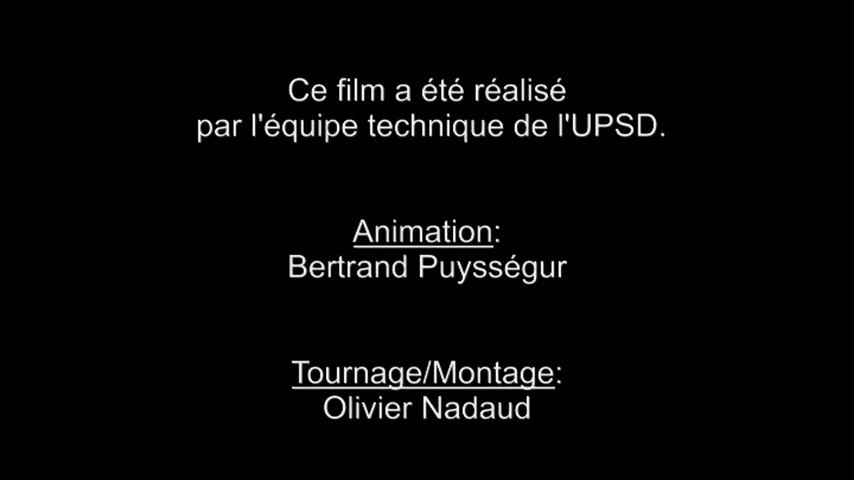 Ce film a été réalisé
par l'équipe technique de l'UPSD.
Animation:
Bertrand Puysségur
Tournage/Montage:
Olivier Nadaud